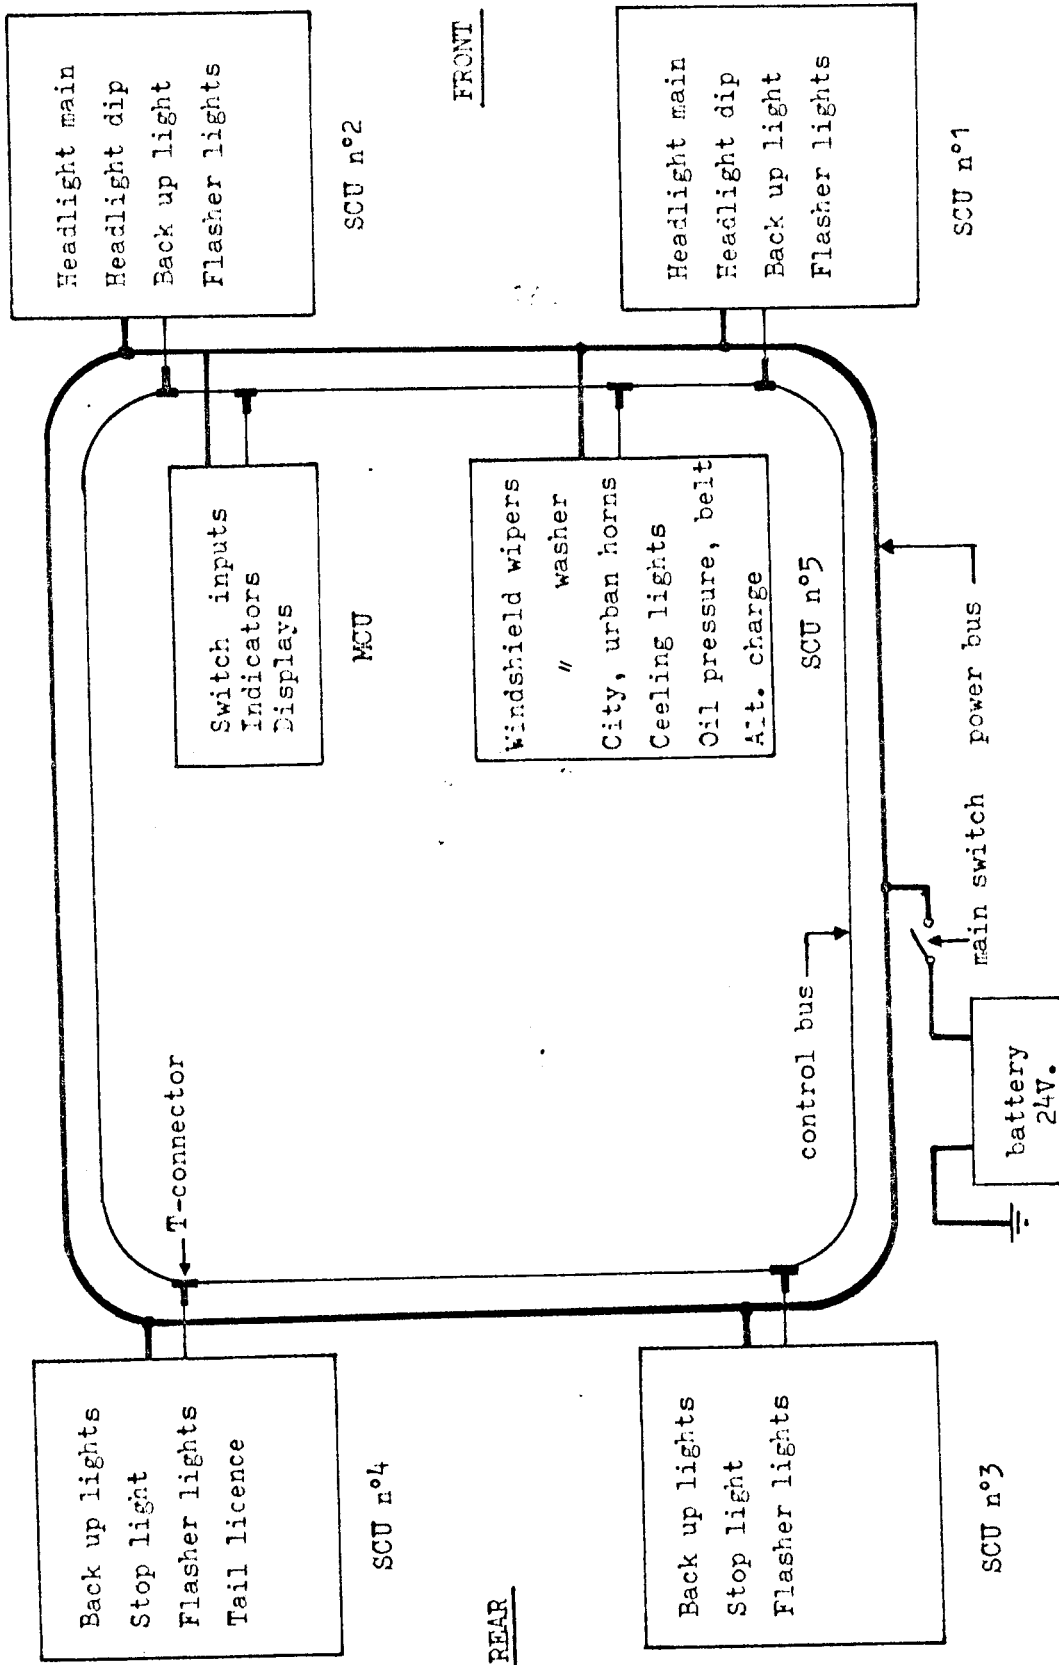 REAR
FRONT
Back up lights
Stop light
Flasher lights
Tail licence
SCU n°4
T-connector
Switch inputs
Indicators
Displays
MCU
Headlight main
Headlight dip
Back up light
Flasher lights
SCU n°2
Windshield wipers
" washer
City, urban horns
Ceeling lights
Oil pressure, belt
Alt. charge
SCU n°5
Back up lights
Stop light
Flasher lights
SCU n°3
control bus
Headlight main
Headlight dip
Back up light
Flasher lights
SCU n°1
battery
24V.
main switch
power bus